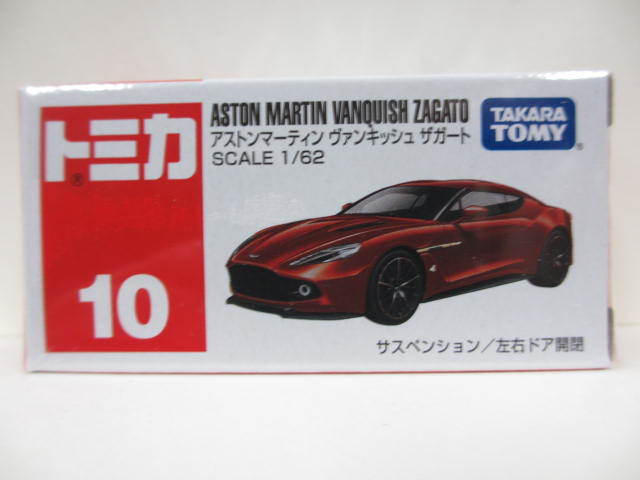 トミカ
®
10
ASTON MARTIN VANQUISH ZAGATO
アストンマーティン ヴァンキッシュ ザガート
SCALE 1/62
TAKARA
TOMY
サスペンション/左右ドア開閉